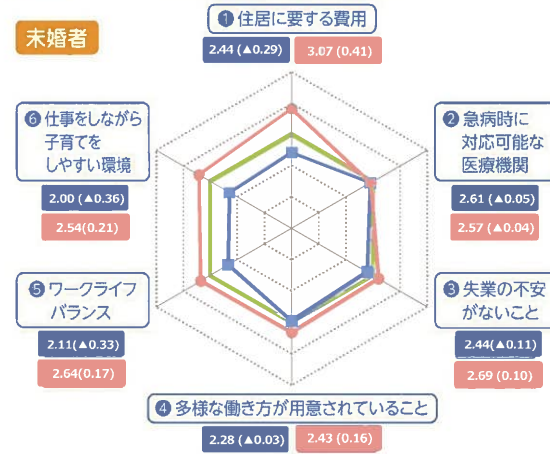 未婚者
❶ 住居に要する費用
2.44 (▲0.29)
3.07 (0.41)
❷ 急病時に
対応可能な
医療機関
2.61 (▲0.05)
2.57 (▲0.04)
❸ 失業の不安
がないこと
2.44(▲0.11)
2.69 (0.10)
❹ 多様な働き方が用意されていること
2.28 (▲0.03)
2.43 (0.16)
❺ ワークライフ
バランス
2.11(▲0.33)
2.64(0.17)
❻ 仕事をしながら
子育てを
しやすい環境
2.00 (▲0.36)
2.54(0.21)